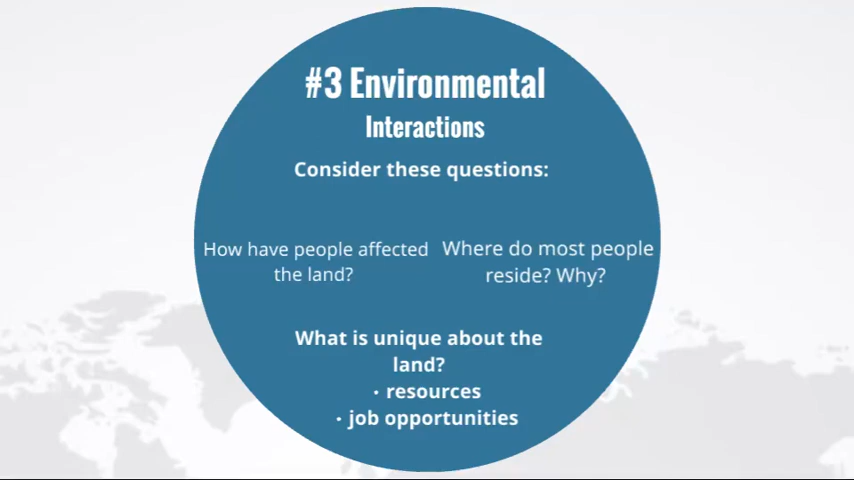 #3 Environmental
Interactions
Consider these questions:
How have people affected
the land?
Where do most people
reside? Why?
What is unique about the
land?
· resources
· job opportunities